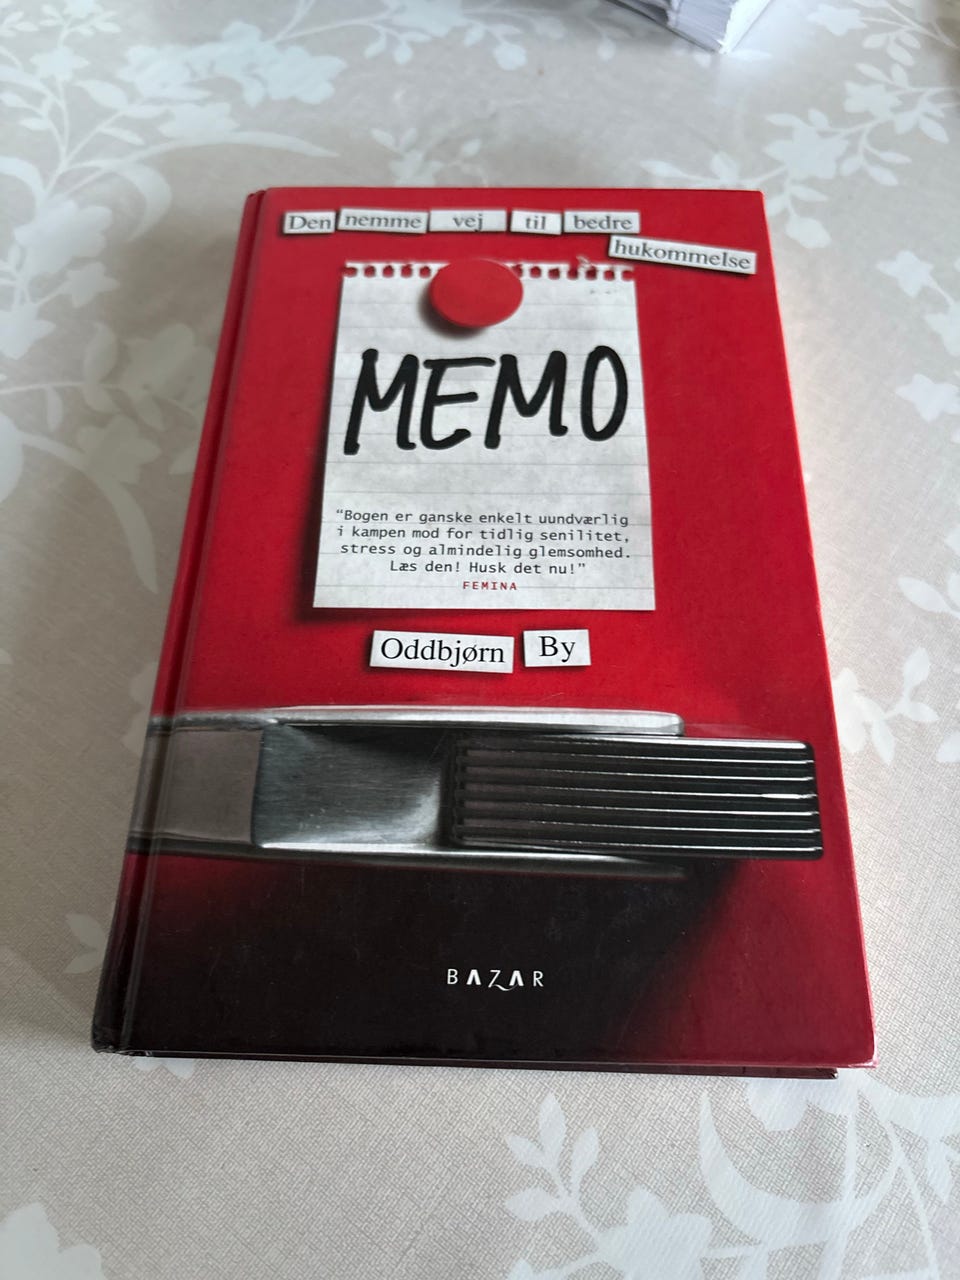 Den nemme vej til bedre
hukommelse
MEMO
“Bogen er ganske enkelt uundværlig
i kampen mod for tidlig senilitet,
stress og almindelig glemsomhed.
Læs den! Husk det nu!”
FEMINA
Oddbjørn By
BAZAR